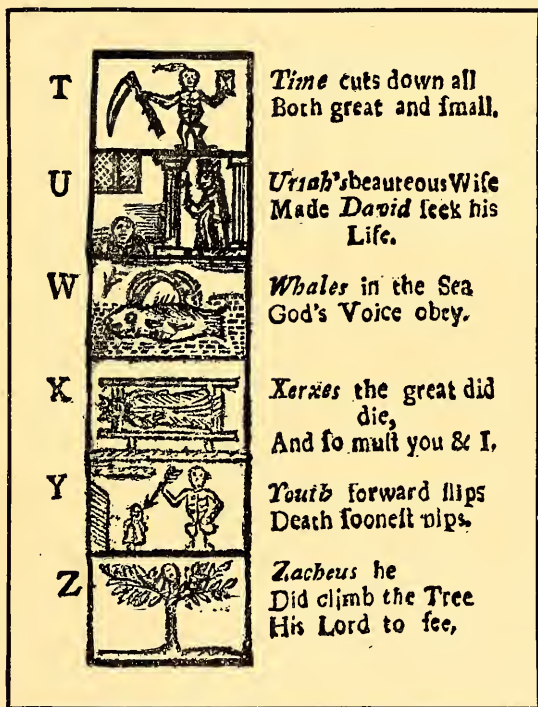 T
Time cuts down all
Both great and ſmall.
U
Uriah's beauteous Wife
Made David ſeek his
Life.
W
Whales in the Sea
God's Voice obey.
X
Xerxes the great did
die,
And ſo muſt you & I,
Y
Youth forward ſlips
Death ſooneſt nips.
Z
Zacheus he
Did climb the Tree
His Lord to ſee,